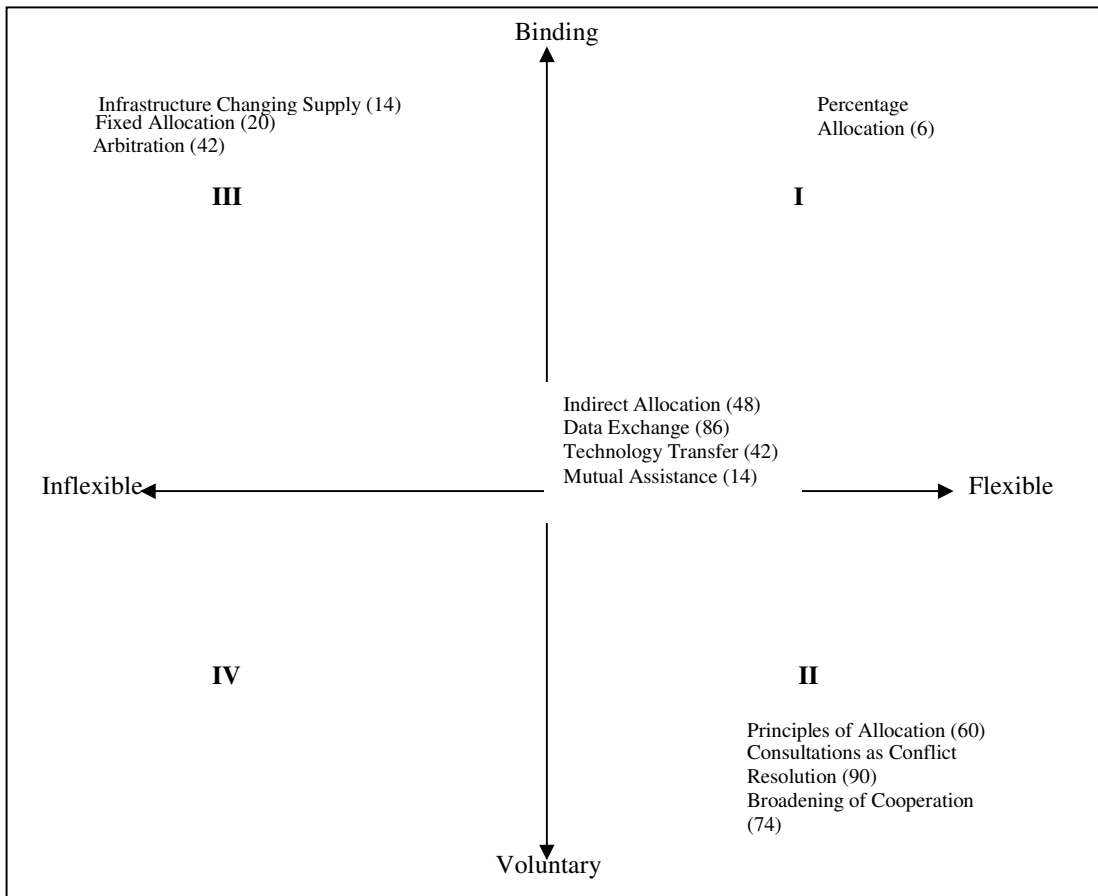 Binding
Infrastructure Changing Supply (14)
Fixed Allocation (20)
Arbitration (42)
Percentage
Allocation (6)
III
I
Indirect Allocation (48)
Data Exchange (86)
Technology Transfer (42)
Mutual Assistance (14)
Inflexible
Flexible
IV
II
Principles of Allocation (60)
Consultations as Conflict
Resolution (90)
Broadening of Cooperation
(74)
Voluntary